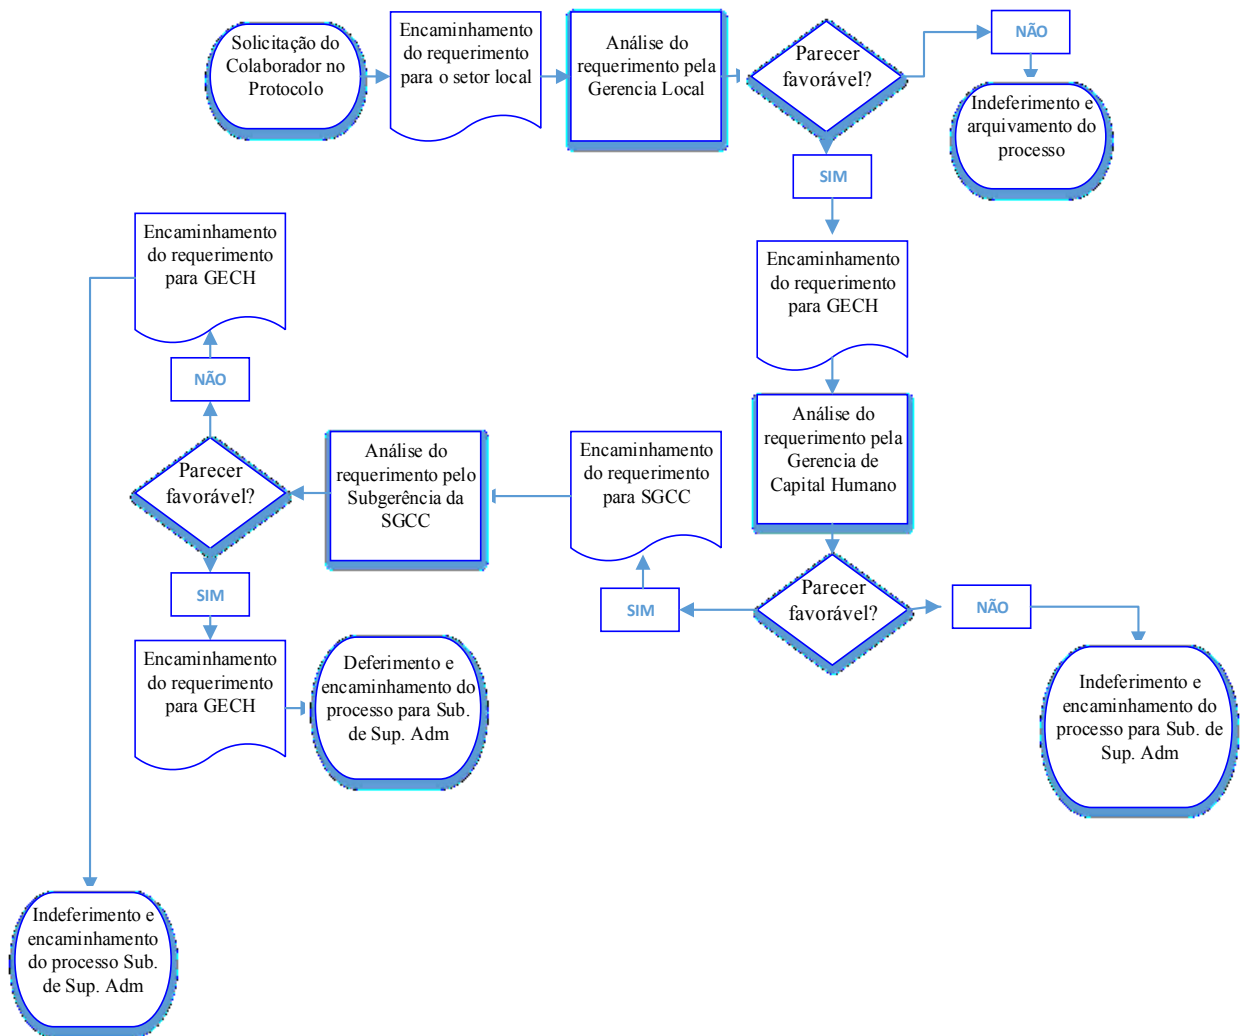 Solicitação do
Colaborador no
Protocolo
Encaminhamento
do requerimento
para o setor local
Análise do
requerimento pela
Gerencia Local
Parecer
favorável?
NÃO
Indeferimento e
arquivamento do
processo
SIM
Encaminhamento
do requerimento
para GECH
Análise do
requerimento pela
Gerencia de
Capital Humano
Parecer
favorável?
NÃO
Indeferimento e
encaminhamento do
processo para Sub. de
Sup. Adm
SIM
Encaminhamento
do requerimento
para SGCC
Análise do
requerimento pelo
Subgerência da
SGCC
Parecer
favorável?
NÃO
Encaminhamento
do requerimento
para GECH
SIM
Encaminhamento
do requerimento
para GECH
Deferimento e
encaminhamento do
processo para Sub.
de Sup. Adm
Indeferimento e
encaminhamento
do processo Sub.
de Sup. Adm